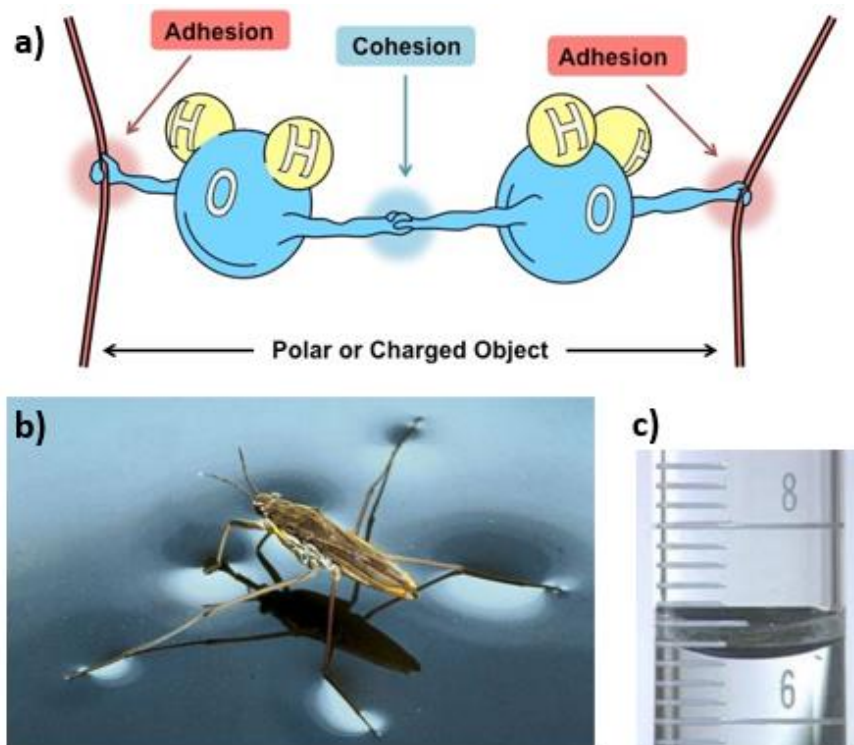 a)
Adhesion
Cohesion
Adhesion
H
H
O
H
H
O
Polar or Charged Object
b)
c)
8
6